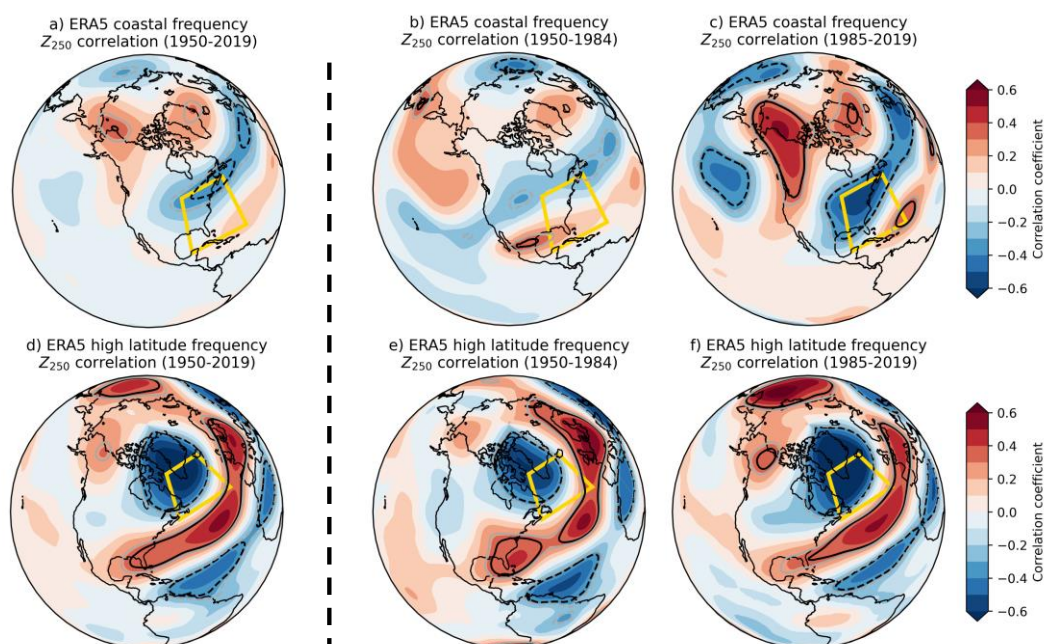 a) ERA5 coastal frequency
Z250 correlation (1950-2019)
b) ERA5 coastal frequency
Z250 correlation (1950-1984)
c) ERA5 coastal frequency
Z250 correlation (1985-2019)
0.6
0.4
0.2
0.0
−0.2
−0.4
−0.6
Correlation coefficient
d) ERA5 high latitude frequency
Z250 correlation (1950-2019)
e) ERA5 high latitude frequency
Z250 correlation (1950-1984)
f) ERA5 high latitude frequency
Z250 correlation (1985-2019)
0.6
0.4
0.2
0.0
−0.2
−0.4
−0.6
Correlation coefficient